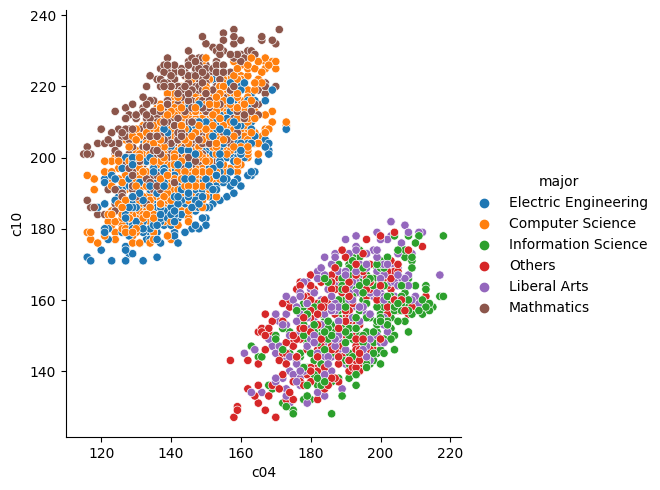 240
220
200
180
160
140
c10
120
140
160
180
200
220
c04
major
Electric Engineering
Computer Science
Information Science
Others
Liberal Arts
Mathmatics